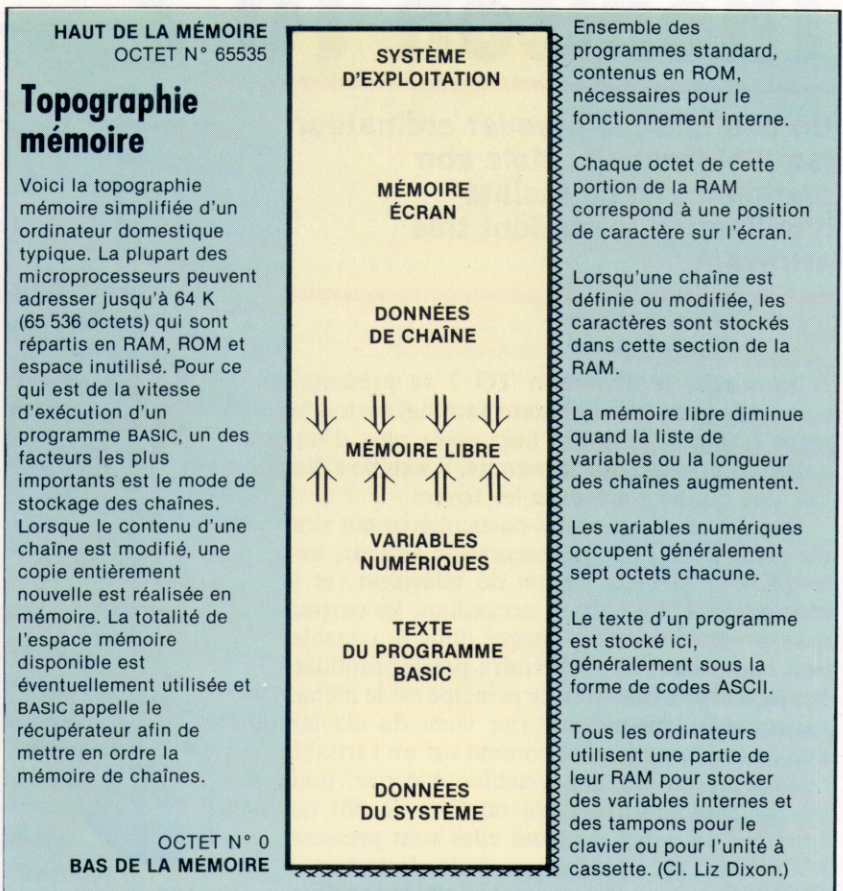 HAUT DE LA MÉMOIRE
OCTET N° 65535
Topographie
mémoire
Voici la topographie
mémoire simplifiée d'un
ordinateur domestique
typique. La plupart des
microprocesseurs peuvent
adresser jusqu'à 64 K
(65 536 octets) qui sont
répartis en RAM, ROM et
espace inutilisé. Pour ce
qui est de la vitesse
d'exécution d'un
programme BASIC, un des
facteurs les plus
importants est le mode de
stockage des chaînes.
Lorsque le contenu d'une
chaîne est modifié, une
copie entièrement
nouvelle est réalisée en
mémoire. La totalité de
l'espace mémoire
disponible est
éventuellement utilisée et
BASIC appelle le
récupérateur afin de
mettre en ordre la
mémoire de chaînes.
OCTET N° 0
BAS DE LA MÉMOIRE
SYSTÈME
D'EXPLOITATION
MÉMOIRE
ÉCRAN
DONNÉES
DE CHAÎNE
MÉMOIRE LIBRE
VARIABLES
NUMÉRIQUES
TEXTE
DU PROGRAMME
BASIC
DONNÉES
DU SYSTÈME
Ensemble des
programmes standard,
contenus en ROM,
nécessaires pour le
fonctionnement interne.
Chaque octet de cette
portion de la RAM
correspond à une position
de caractère sur l'écran.
Lorsqu'une chaîne est
définie ou modifiée, les
caractères sont stockés
dans cette section de la
RAM.
La mémoire libre diminue
quand la liste de
variables ou la longueur
des chaînes augmentent.
Les variables numériques
occupent généralement
sept octets chacune.
Le texte d'un programme
est stocké ici,
généralement sous la
forme de codes ASCII.
Tous les ordinateurs
utilisent une partie de
leur RAM pour stocker
des variables internes et
des tampons pour le
clavier ou pour l'unité à
cassette. (Cl. Liz Dixon.)